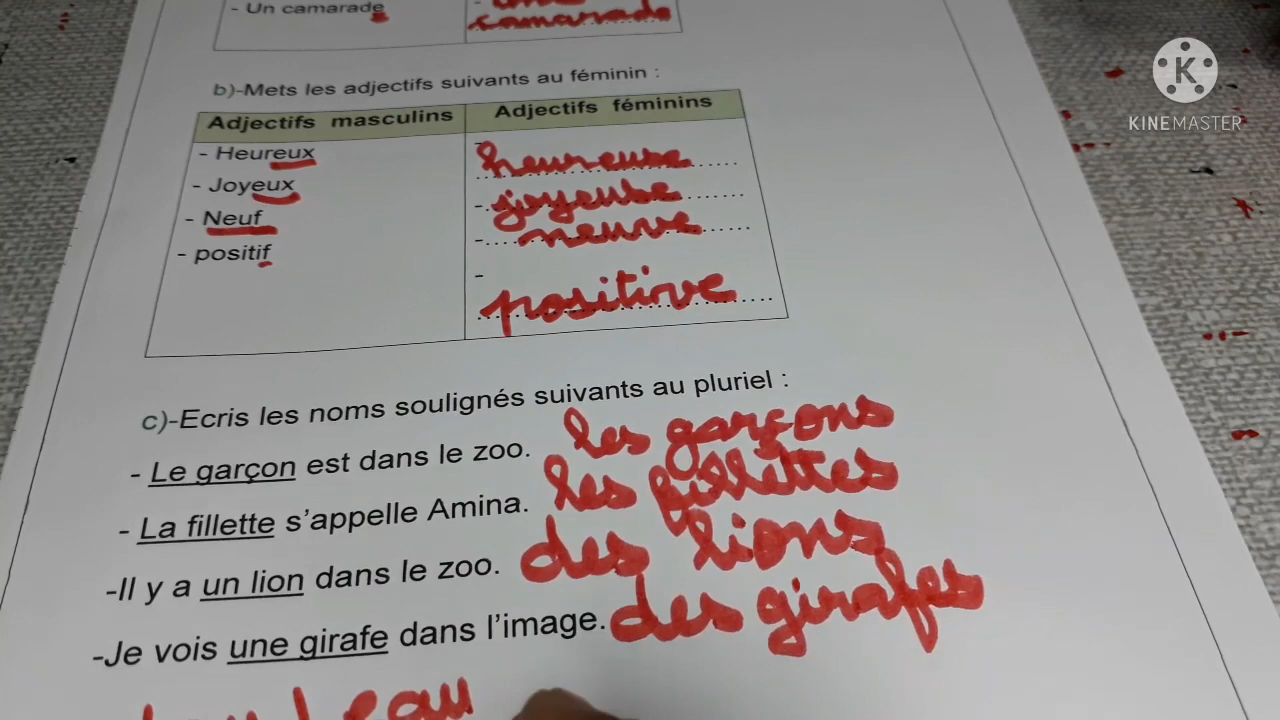 - Un camarade
- une
camarade
b)-Mets les adjectifs suivants au féminin :
Adjectifs masculins Adjectifs féminins
- Heureux - heureuse
- Joyeux - joyeuse
- Neuf - neuve
- positif - positive
c)-Ecris les noms soulignés suivants au pluriel :
- Le garçon est dans le zoo. les garçons
- La fillette s'appelle Amina. les fillettes
-Il y a un lion dans le zoo. des lions
-Je vois une girafe dans l'image. des girafes
K
KINEMASTER